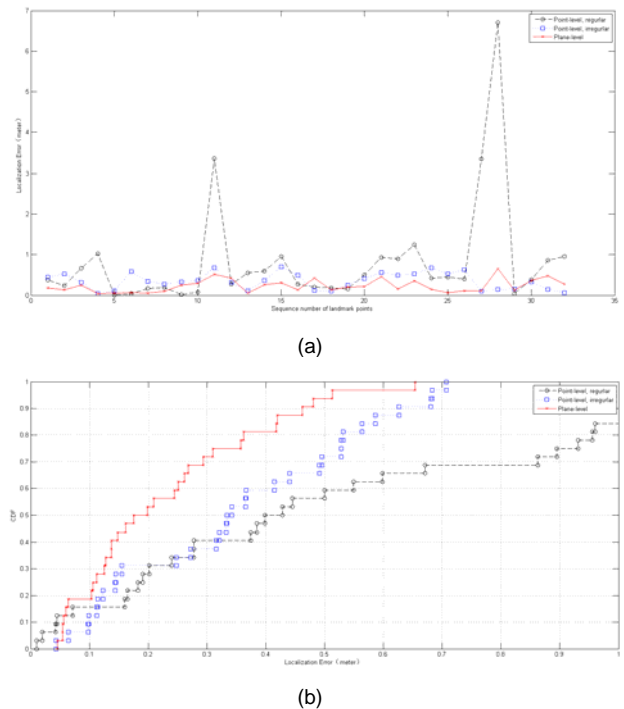 7
6
5
4
3
2
1
0
Localization Error (meter)
0 5 10 15 20 25 30 35
Sequence number of landmark points
Point-level, regurlar
Point-level, irregurlar
Plane-level
(a)
1
0.9
0.8
0.7
0.6
0.5
0.4
0.3
0.2
0.1
0
CDF
0 0.1 0.2 0.3 0.4 0.5 0.6 0.7 0.8 0.9 1
Localization Error (meter)
Point-level, regurlar
Point-level, irregurlar
Plane-level
(b)